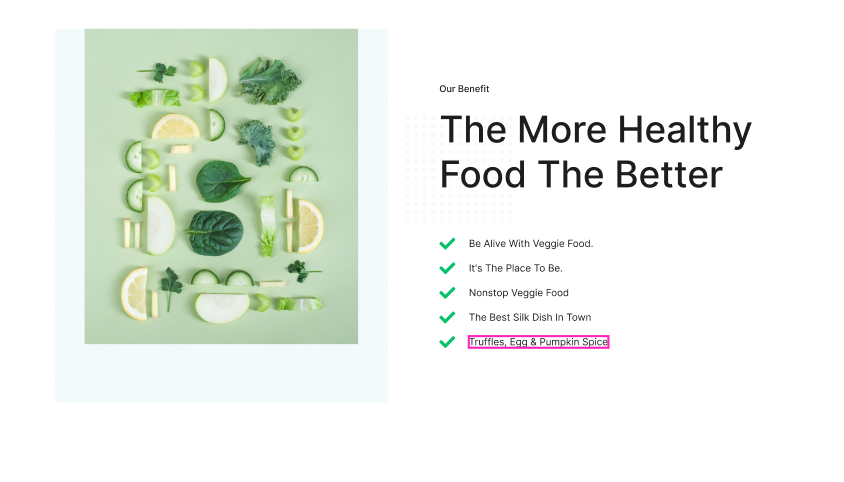 Our Benefit
The More Healthy
Food The Better
Be Alive With Veggie Food.
It's The Place To Be.
Nonstop Veggie Food
The Best Silk Dish In Town
Truffles, Egg & Pumpkin Spice